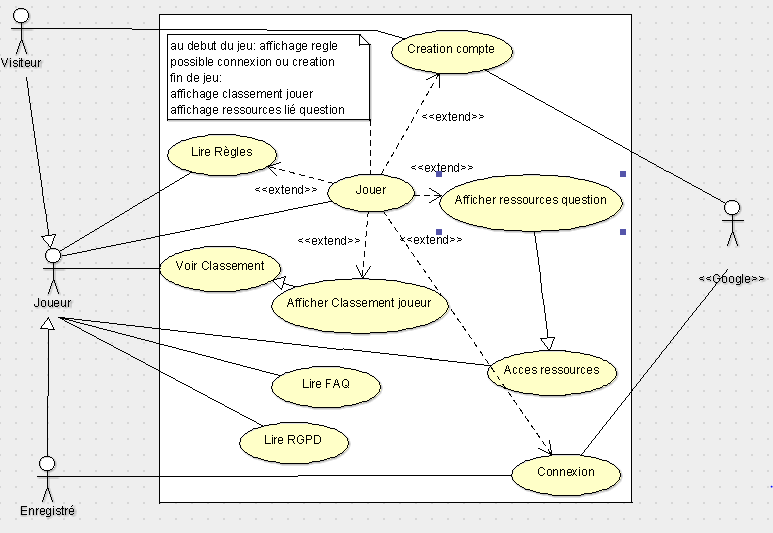 Visiteur
au debut du jeu: affichage regle
possible connexion ou creation
fin de jeu:
affichage classement jouer
affichage ressources lié question
Creation compte
<<extend>>
Lire Règles
<<extend>>
<<extend>>
Jouer
Afficher ressources question
<<extend>>
<<extend>>
Voir Classement
<<Google>>
Joueur
Afficher Classement joueur
Acces ressources
Lire FAQ
Lire RGPD
Connexion
Enregistré